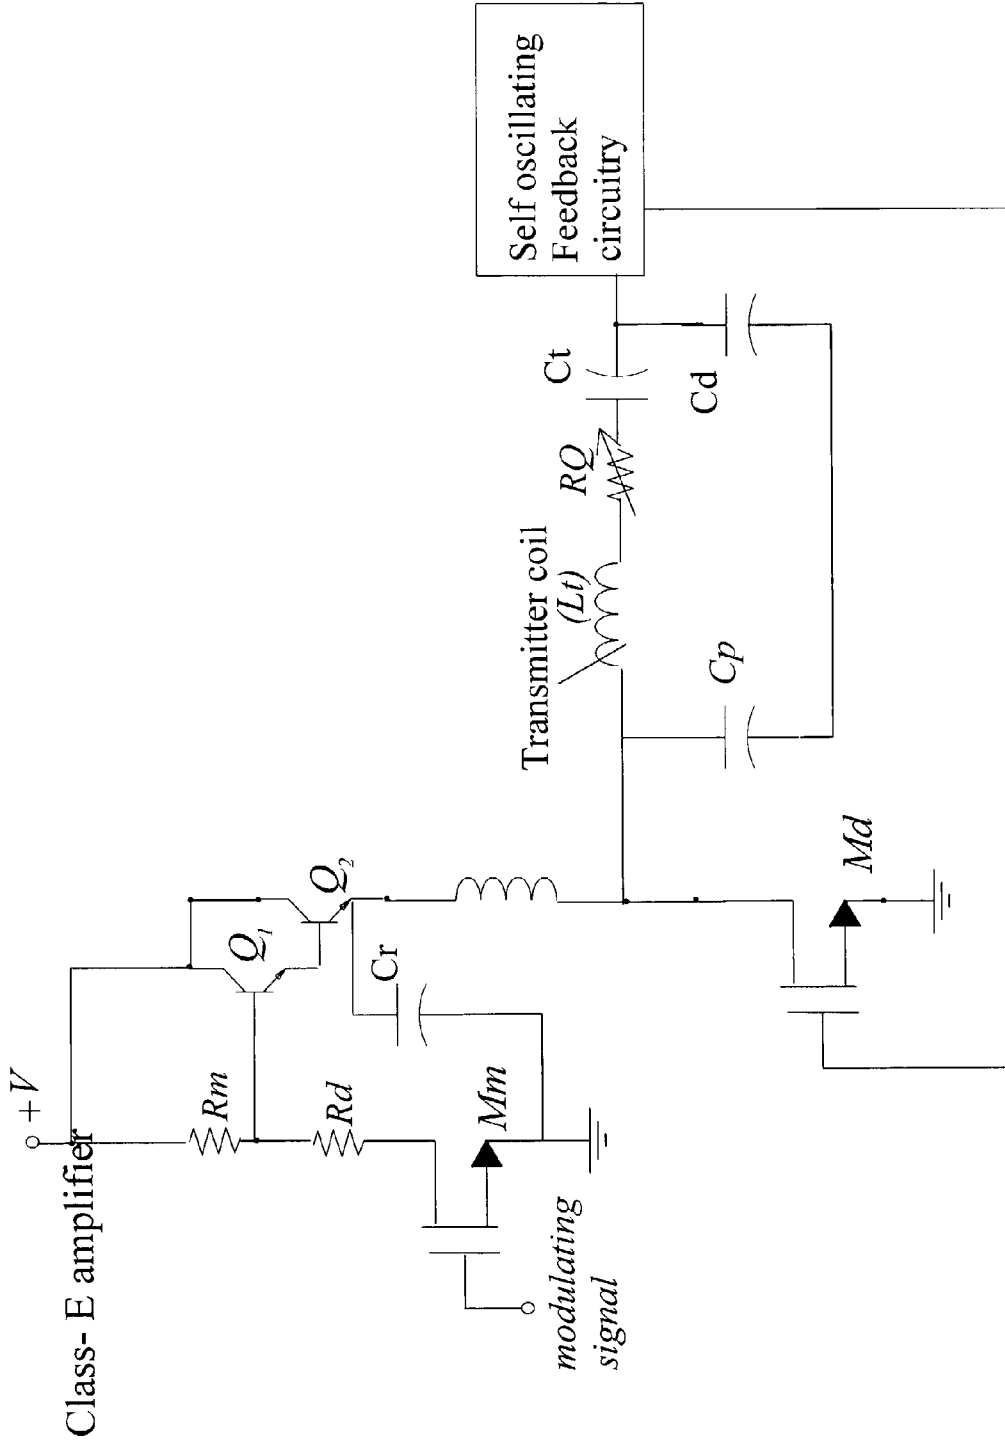 Class- E amplifier
+V
Rm
Q1
Q2
Rd
Cr
Mm
modulating
signal
Md
Transmitter coil
(Lt)
RQ
Ct
Cp
Cd
Self oscillating
Feedback
circuitry